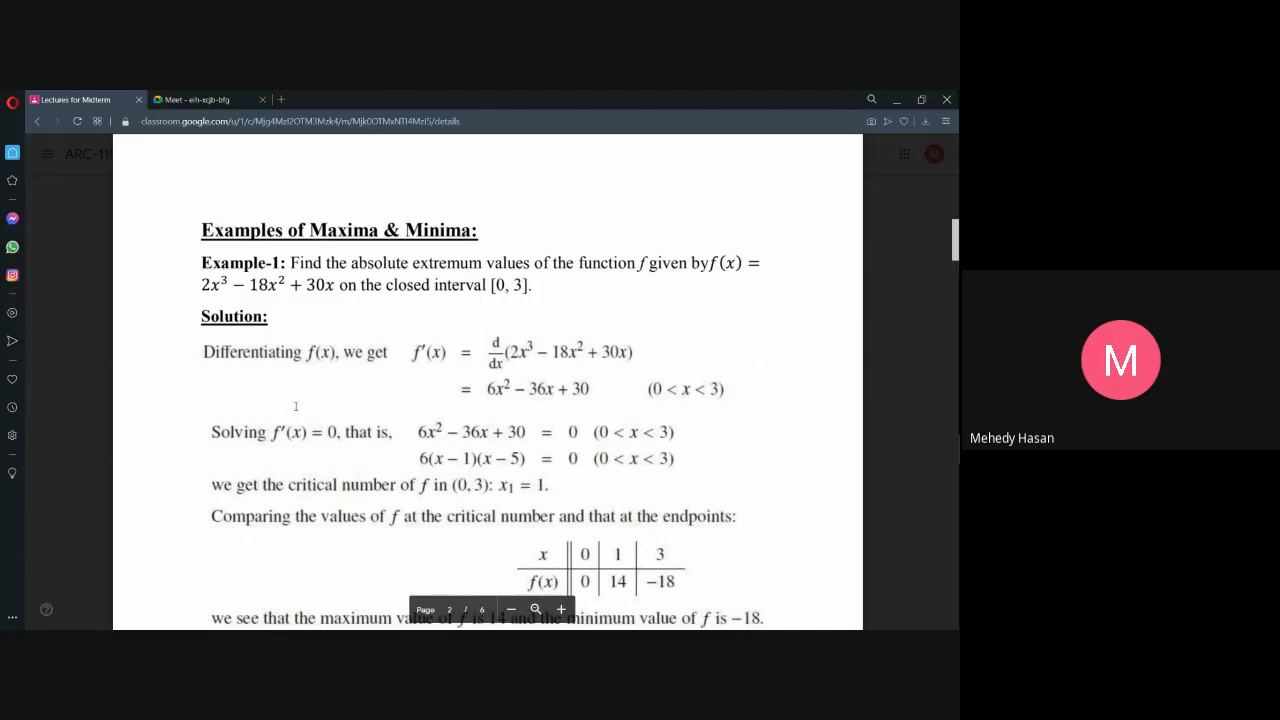 Lectures for Midterm
Meet - eih-xqjb-bfg
classroom.google.com/u/1/c/Mjg4MzI2OTM3Mzk4/m/Mjk0OTMxNTI4MzI5/details
ARC-118
Examples of Maxima & Minima:
Example-1: Find the absolute extremum values of the function f given by f(x) =
2x³ − 18x² + 30x on the closed interval [0, 3].
Solution:
Differentiating f(x), we get f′(x) = d/dx (2x³ − 18x² + 30x)
= 6x² − 36x + 30 (0 < x < 3)
Solving f′(x) = 0, that is, 6x² − 36x + 30 = 0 (0 < x < 3)
6(x − 1)(x − 5) = 0 (0 < x < 3)
we get the critical number of f in (0, 3): x₁ = 1.
Comparing the values of f at the critical number and that at the endpoints:
x 0 1 3
f(x) 0 14 −18
Page 2 / 6
we see that the maximum value of f is 14 and the minimum value of f is −18.
M
Mehedy Hasan